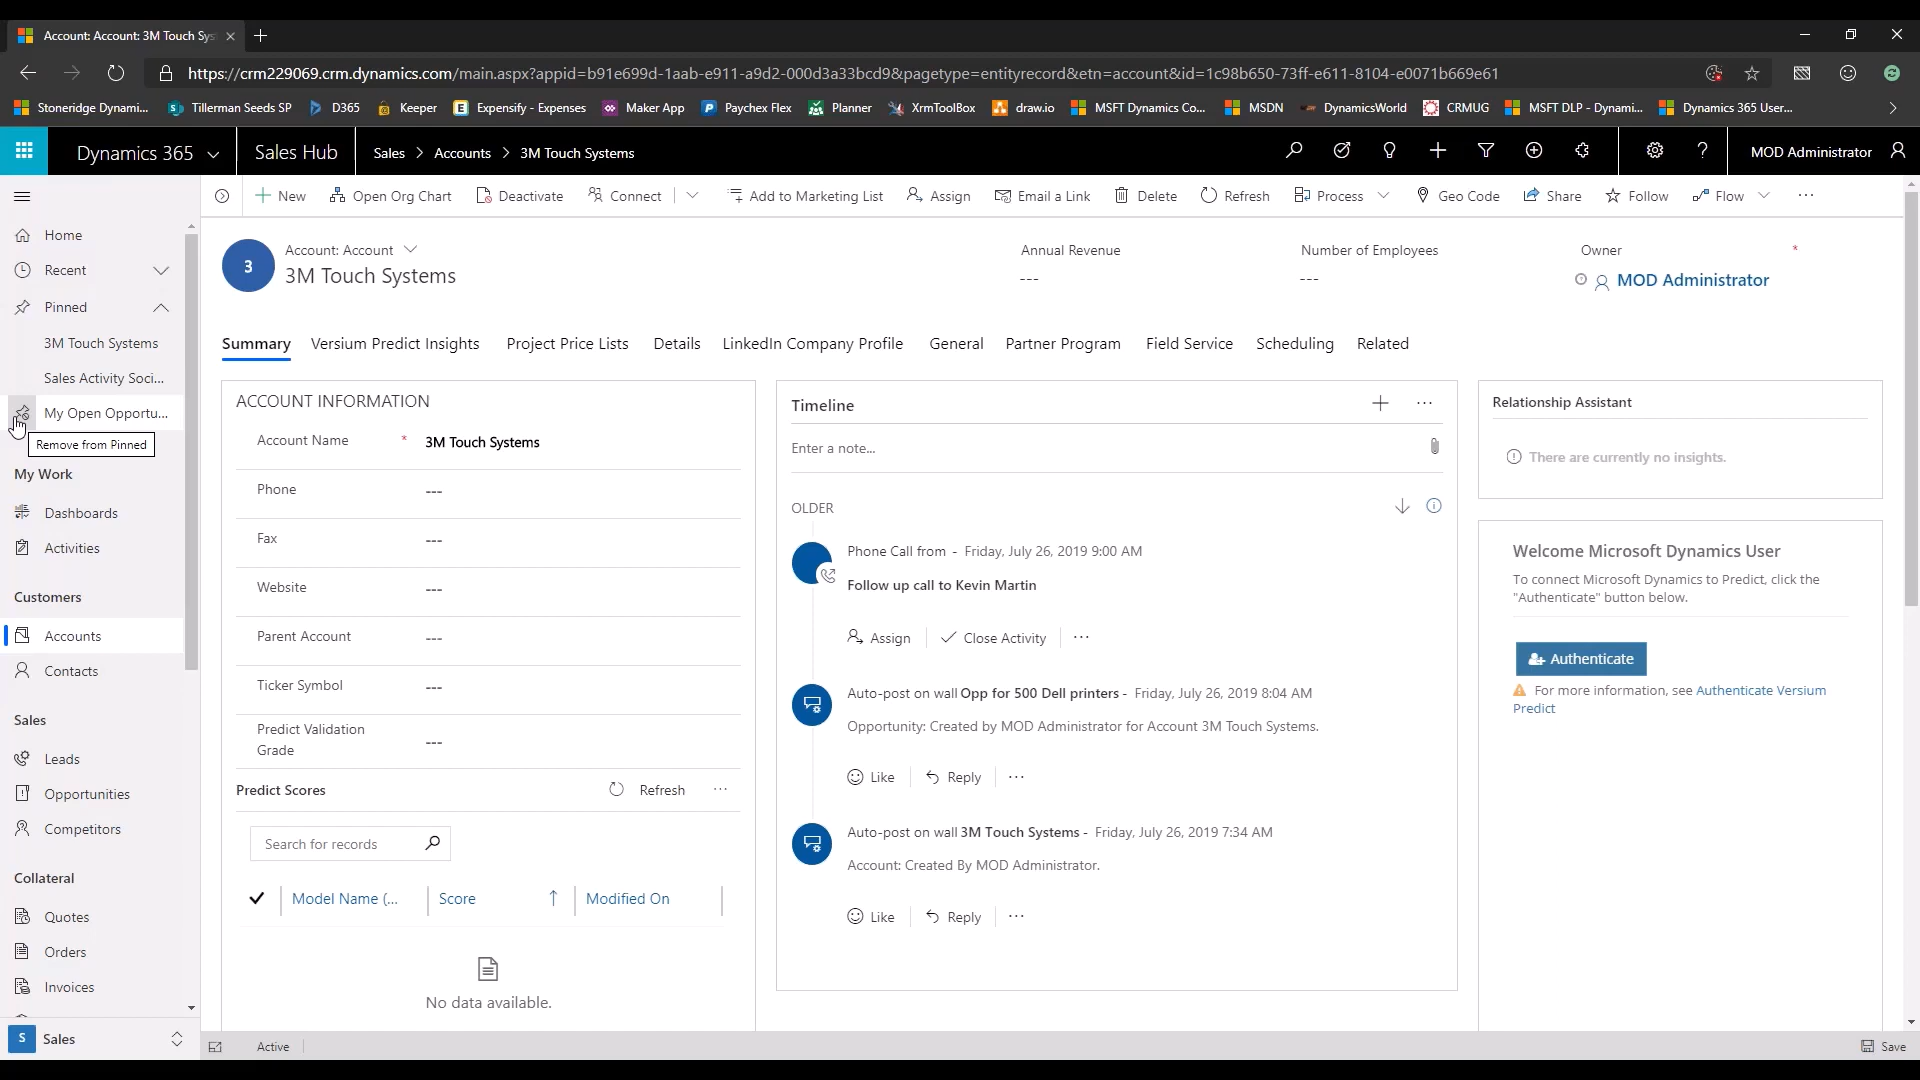 Account: Account: 3M Touch Sys
https://crm229069.crm.dynamics.com/main.aspx?appid=b91e699d-1aab-e911-a9d2-000d3a33bcd9&pagetype=entityrecord&etn=account&id=1c98b650-73ff-e611-8104-e0071b669e61
Stoneridge Dynami... Tillerman Seeds SP D365 Keeper Expensify - Expenses Maker App Paychex Flex Planner XrmToolBox draw.io MSFT Dynamics Co... MSDN DynamicsWorld CRMUG MSFT DLP - Dynami... Dynamics 365 User...
Dynamics 365 Sales Hub Sales > Accounts > 3M Touch Systems MOD Administrator
New Open Org Chart Deactivate Connect Add to Marketing List Assign Email a Link Delete Refresh Process Geo Code Share Follow Flow ...
Home
Recent
Pinned
3M Touch Systems
Sales Activity Soci...
My Open Opportu...
Remove from Pinned
My Work
Dashboards
Activities
Customers
Accounts
Contacts
Sales
Leads
Opportunities
Competitors
Collateral
Quotes
Orders
Invoices
S Sales
3
Account: Account
3M Touch Systems
Annual Revenue
---
Number of Employees
---
Owner *
MOD Administrator
Summary Versium Predict Insights Project Price Lists Details LinkedIn Company Profile General Partner Program Field Service Scheduling Related
ACCOUNT INFORMATION
Account Name * 3M Touch Systems
Phone ---
Fax ---
Website ---
Parent Account ---
Ticker Symbol ---
Predict Validation
Grade ---
Predict Scores Refresh ...
Search for records
Model Name (... Score Modified On
No data available.
Timeline
Enter a note...
OLDER
Phone Call from - Friday, July 26, 2019 9:00 AM
Follow up call to Kevin Martin
Assign Close Activity ...
Auto-post on wall Opp for 500 Dell printers - Friday, July 26, 2019 8:04 AM
Opportunity: Created by MOD Administrator for Account 3M Touch Systems.
Like Reply ...
Auto-post on wall 3M Touch Systems - Friday, July 26, 2019 7:34 AM
Account: Created By MOD Administrator.
Like Reply ...
Relationship Assistant
There are currently no insights.
Welcome Microsoft Dynamics User
To connect Microsoft Dynamics to Predict, click the
"Authenticate" button below.
Authenticate
For more information, see Authenticate Versium
Predict
Active
Save